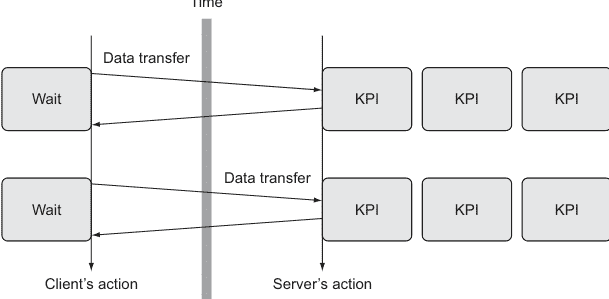 Time
Data transfer
Wait
KPI
KPI
KPI
Data transfer
Wait
KPI
KPI
KPI
Client's action
Server's action